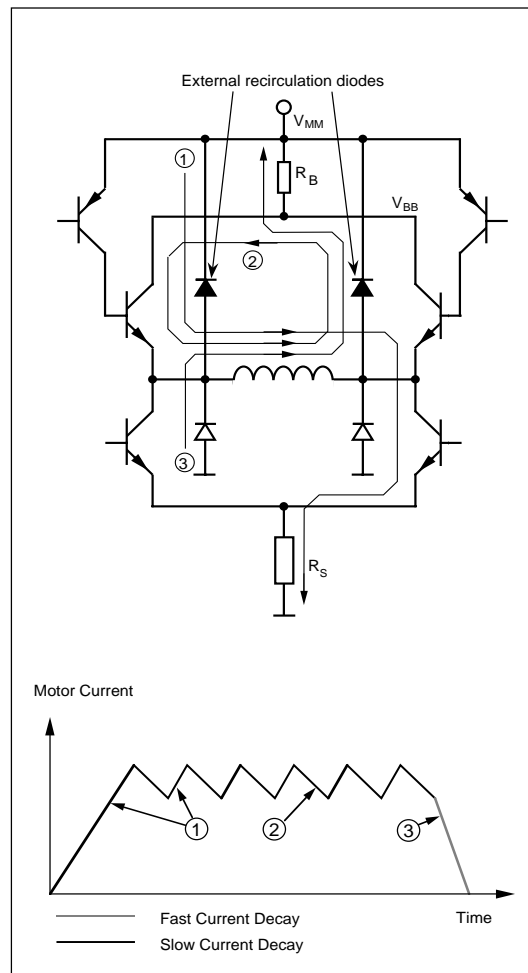 External recirculation diodes
V_MM
①
R_B
V_BB
②
③
R_S
Motor Current
①
②
③
Fast Current Decay
Time
Slow Current Decay